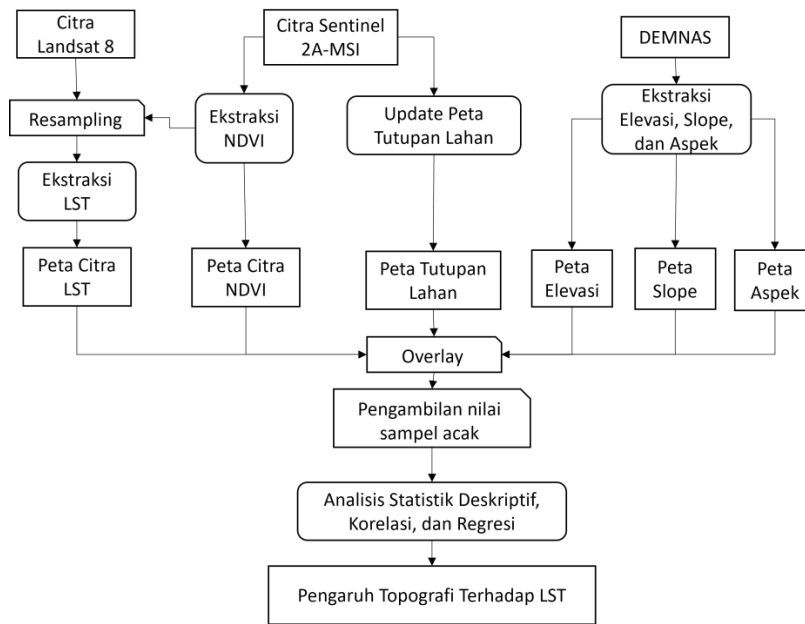 Citra
Landsat 8
Citra Sentinel
2A-MSI
DEMNAS
Resampling
Ekstraksi
NDVI
Update Peta
Tutupan Lahan
Ekstraksi
Elevasi, Slope,
dan Aspek
Ekstraksi
LST
Peta Citra
LST
Peta Citra
NDVI
Peta Tutupan
Lahan
Peta
Elevasi
Peta
Slope
Peta
Aspek
Overlay
Pengambilan nilai
sampel acak
Analisis Statistik Deskriptif,
Korelasi, dan Regresi
Pengaruh Topografi Terhadap LST